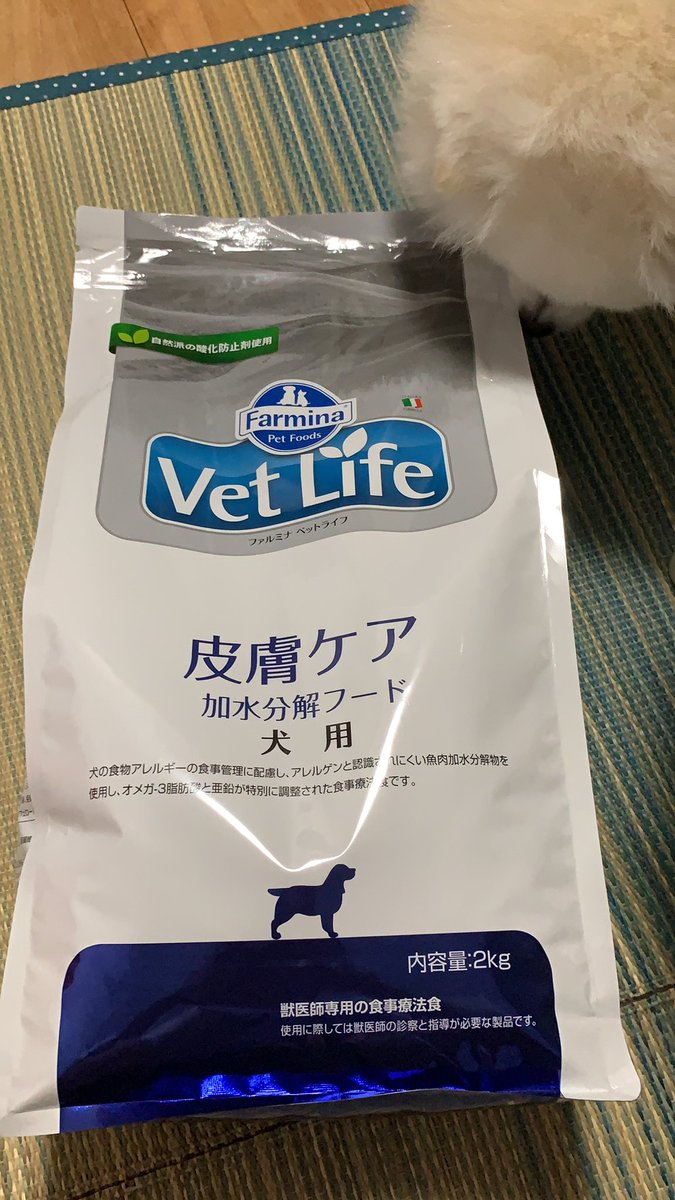 自然派の酸化防止剤使用
Farmina
Pet Foods
Vet Life
ファルミナ ベットライフ
皮膚ケア
加水分解フード
犬用
犬の食物アレルギーの食事管理に配慮し、アレルゲンと認識されにくい魚肉加水分解物を
使用し、オメガ-3脂肪酸と亜鉛が特別に調整された食事療法食です。
内容量:2kg
獣医師専用の食事療法食
使用に際しては獣医師の診察と指導が必要な製品です。